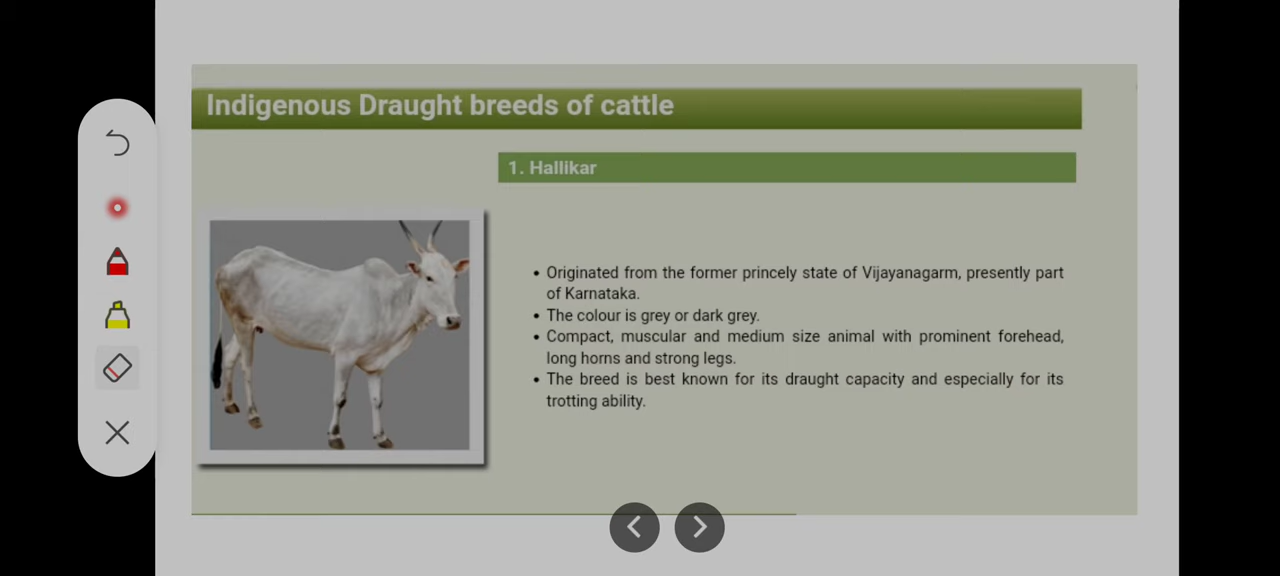 Indigenous Draught breeds of cattle
1. Hallikar
• Originated from the former princely state of Vijayanagarm, presently part
of Karnataka.
• The colour is grey or dark grey.
• Compact, muscular and medium size animal with prominent forehead,
long horns and strong legs.
• The breed is best known for its draught capacity and especially for its
trotting ability.